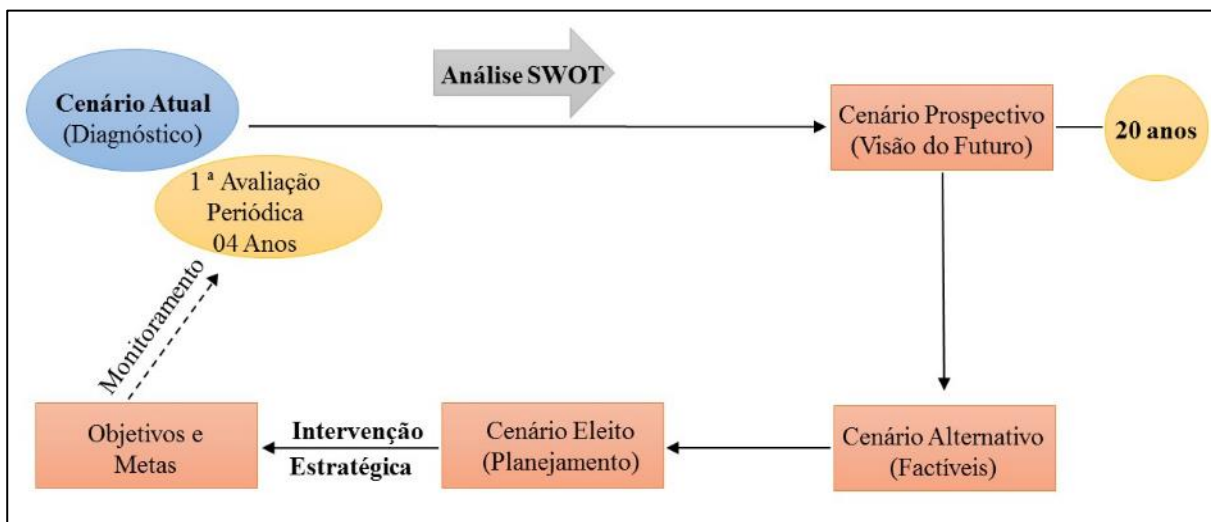 Análise SWOT
Cenário Atual
(Diagnóstico)
Cenário Prospectivo
(Visão do Futuro)
20 anos
1 ª Avaliação
Periódica
04 Anos
Monitoramento
Objetivos e
Metas
Intervenção
Estratégica
Cenário Eleito
(Planejamento)
Cenário Alternativo
(Factíveis)